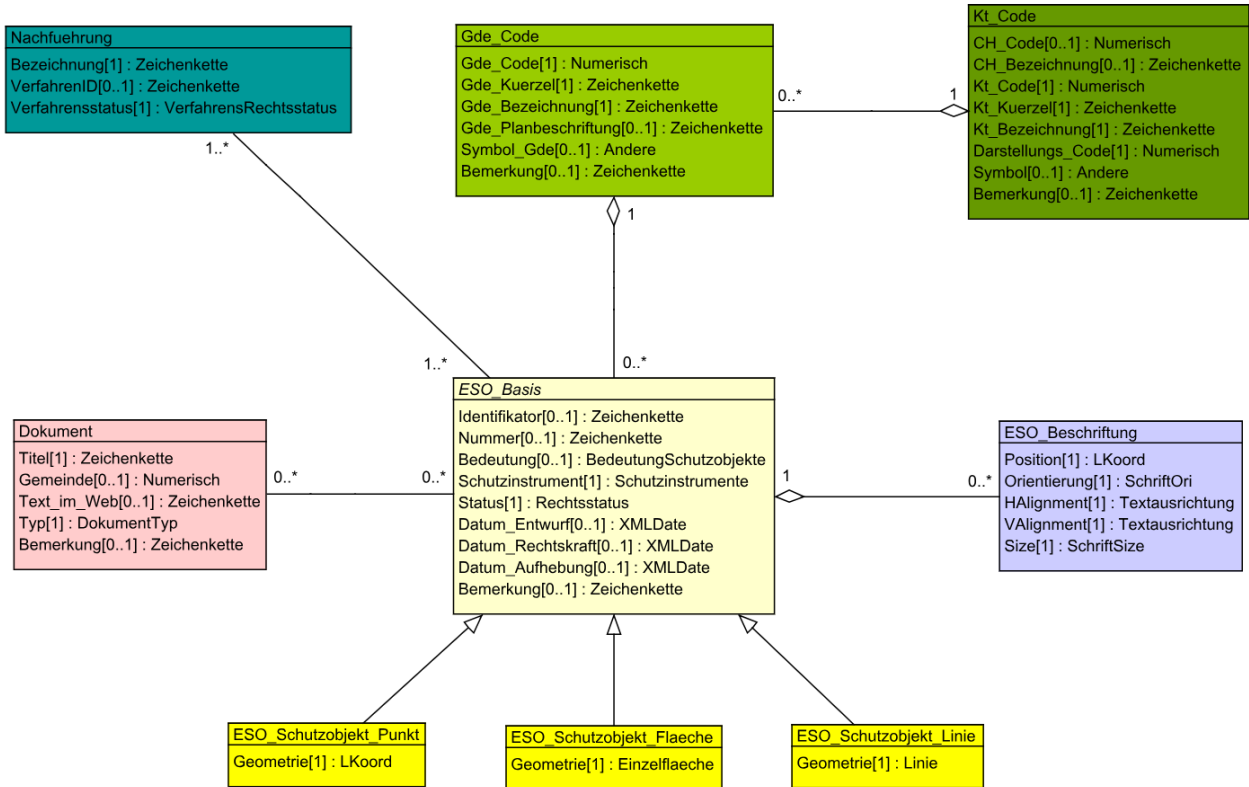 Nachfuehrung
Bezeichnung[1] : Zeichenkette
VerfahrenID[0..1] : Zeichenkette
Verfahrensstatus[1] : VerfahrensRechtsstatus
Gde_Code
Gde_Code[1] : Numerisch
Gde_Kuerzel[1] : Zeichenkette
Gde_Bezeichnung[1] : Zeichenkette
Gde_Planbeschriftung[0..1] : Zeichenkette
Symbol_Gde[0..1] : Andere
Bemerkung[0..1] : Zeichenkette
Kt_Code
CH_Code[0..1] : Numerisch
CH_Bezeichnung[0..1] : Zeichenkette
Kt_Code[1] : Numerisch
Kt_Kuerzel[1] : Zeichenkette
Kt_Bezeichnung[1] : Zeichenkette
Darstellungs_Code[1] : Numerisch
Symbol[1] : Andere
Bemerkung[0..1] : Zeichenkette
0..*
1
1..*
1
1..*
0..*
Dokument
Titel[1] : Zeichenkette
Gemeinde[0..1] : Numerisch
Text_im_Web[0..1] : Zeichenkette
Typ[1] : DokumentTyp
Bemerkung[0..1] : Zeichenkette
0..*
0..*
ESO_Basis
Identifikator[0..1] : Zeichenkette
Nummer[0..1] : Zeichenkette
Bedeutung[0..1] : BedeutungSchutzobjekte
Schutzinstrument[1] : Schutzinstrumente
Status[1] : Rechtsstatus
Datum_Entwurf[0..1] : XMLDate
Datum_Rechtskraft[0..1] : XMLDate
Datum_Aufhebung[0..1] : XMLDate
Bemerkung[0..1] : Zeichenkette
1
0..*
ESO_Beschriftung
Position[1] : LKoord
Orientierung[1] : SchriftOri
HAlignment[1] : Textausrichtung
VAlignment[1] : Textausrichtung
Size[1] : SchriftSize
ESO_Schutzobjekt_Punkt
Geometrie[1] : LKoord
ESO_Schutzobjekt_Flaeche
Geometrie[1] : Einzelflaeche
ESO_Schutzobjekt_Linie
Geometrie[1] : Linie